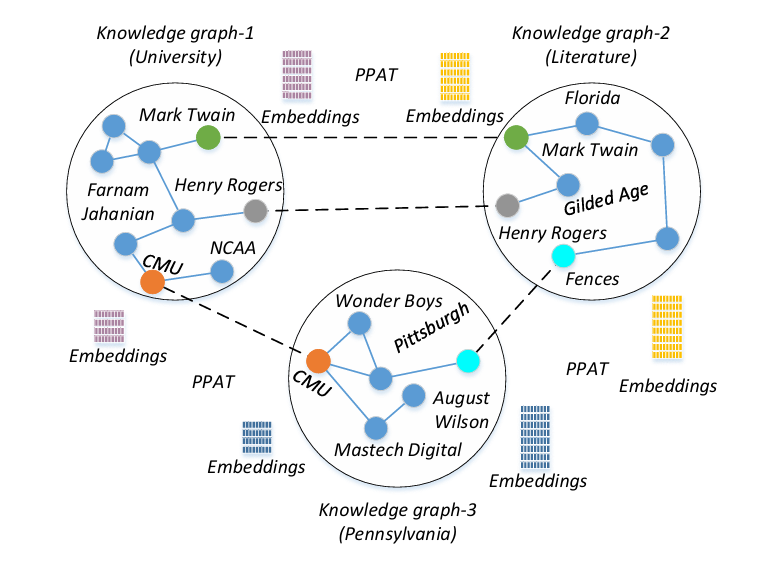 Knowledge graph-1
(University)
Knowledge graph-2
(Literature)
PPAT
Embeddings
Embeddings
Mark Twain
Farnam
Jahanian
Henry Rogers
NCAA
CMU
Florida
Mark Twain
Gilded Age
Henry Rogers
Fences
Embeddings
PPAT
Embeddings
Wonder Boys
Pittsburgh
CMU
August
Wilson
Mastech Digital
PPAT
Embeddings
Embeddings
Knowledge graph-3
(Pennsylvania)